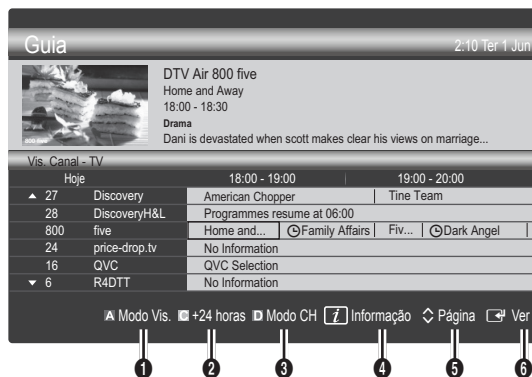 Guia
2:10 Ter 1 Jun
DTV Air 800 five
Home and Away
18:00 - 18:30
Drama
Dani is devastated when scott makes clear his views on marriage...
800 five
Vis. Canal - TV
Hoje 18:00 - 19:00 19:00 - 20:00
▲ 27 Discovery American Chopper Tine Team
28 DiscoveryH&L Programmes resume at 06:00
800 five Home and... Family Affairs Fiv... Dark Angel
24 price-drop.tv No Information
16 QVC QVC Selection
▼ 6 R4DTT No Information
A Modo Vis. C +24 horas D Modo CH i Informação Página Ver
1 2 3 4 5 6